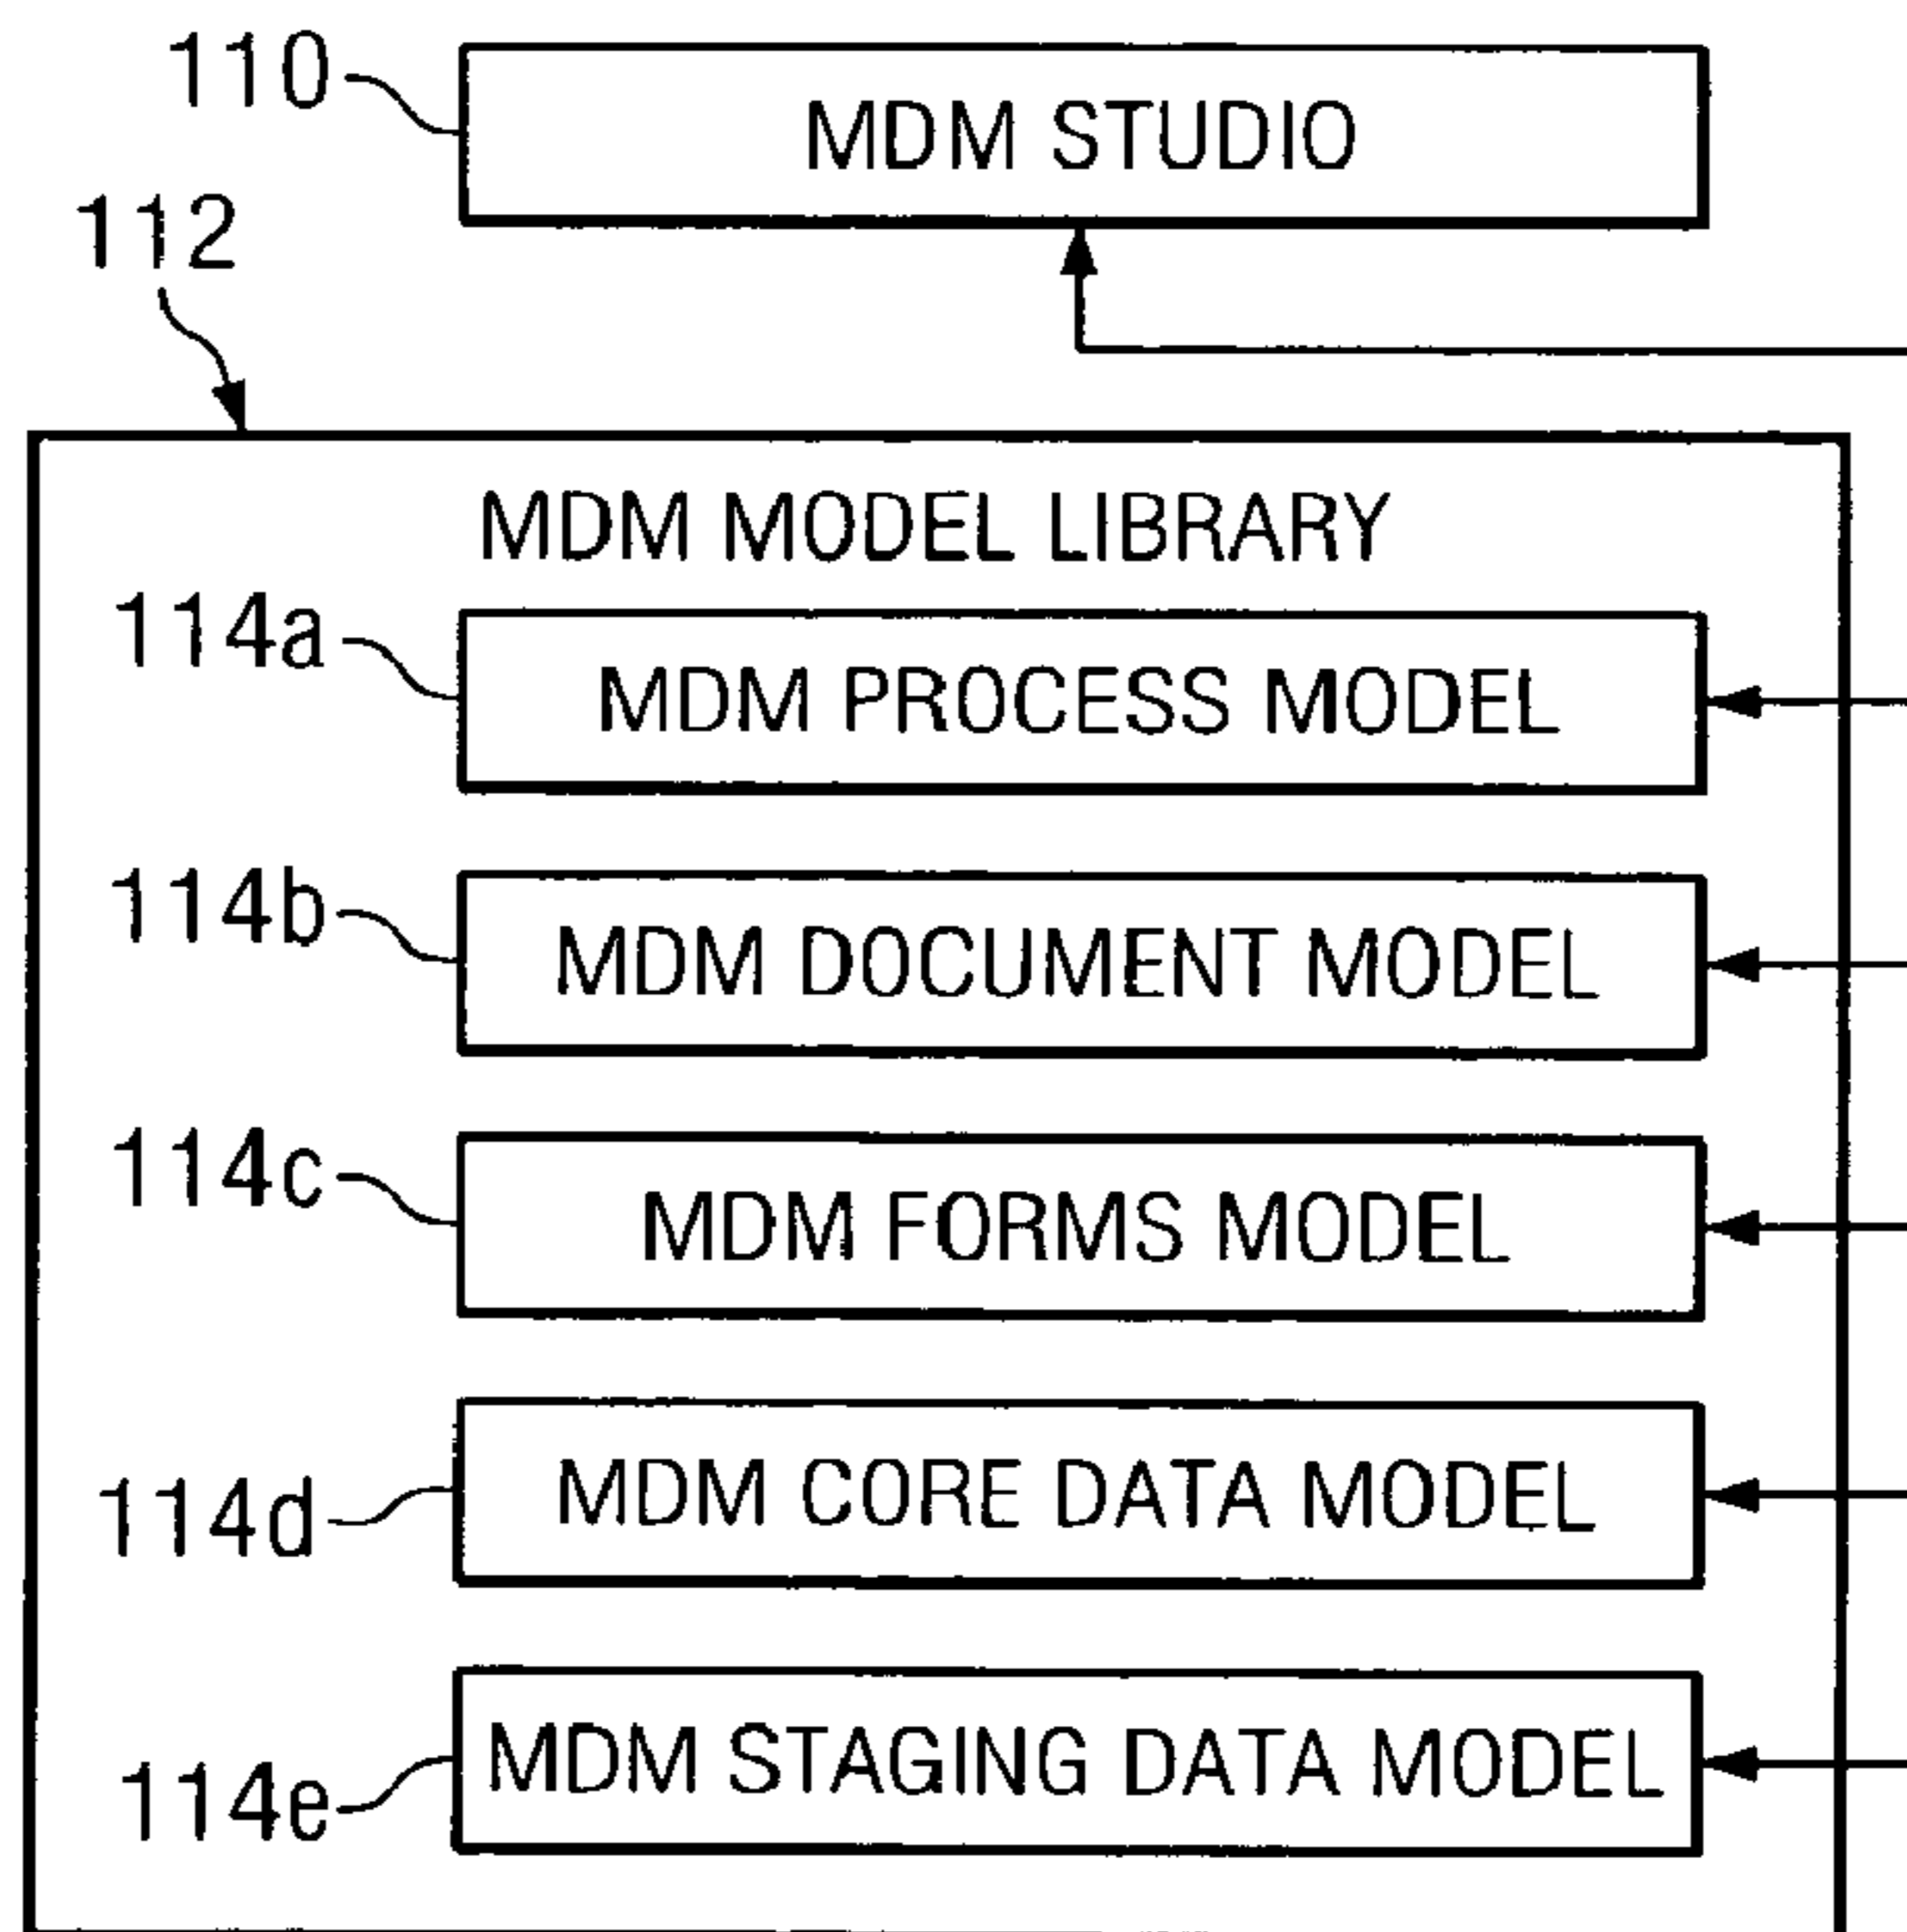 110
MDM STUDIO
112
MDM MODEL LIBRARY
114a
MDM PROCESS MODEL
114b
MDM DOCUMENT MODEL
114c
MDM FORMS MODEL
114d
MDM CORE DATA MODEL
114e
MDM STAGING DATA MODEL